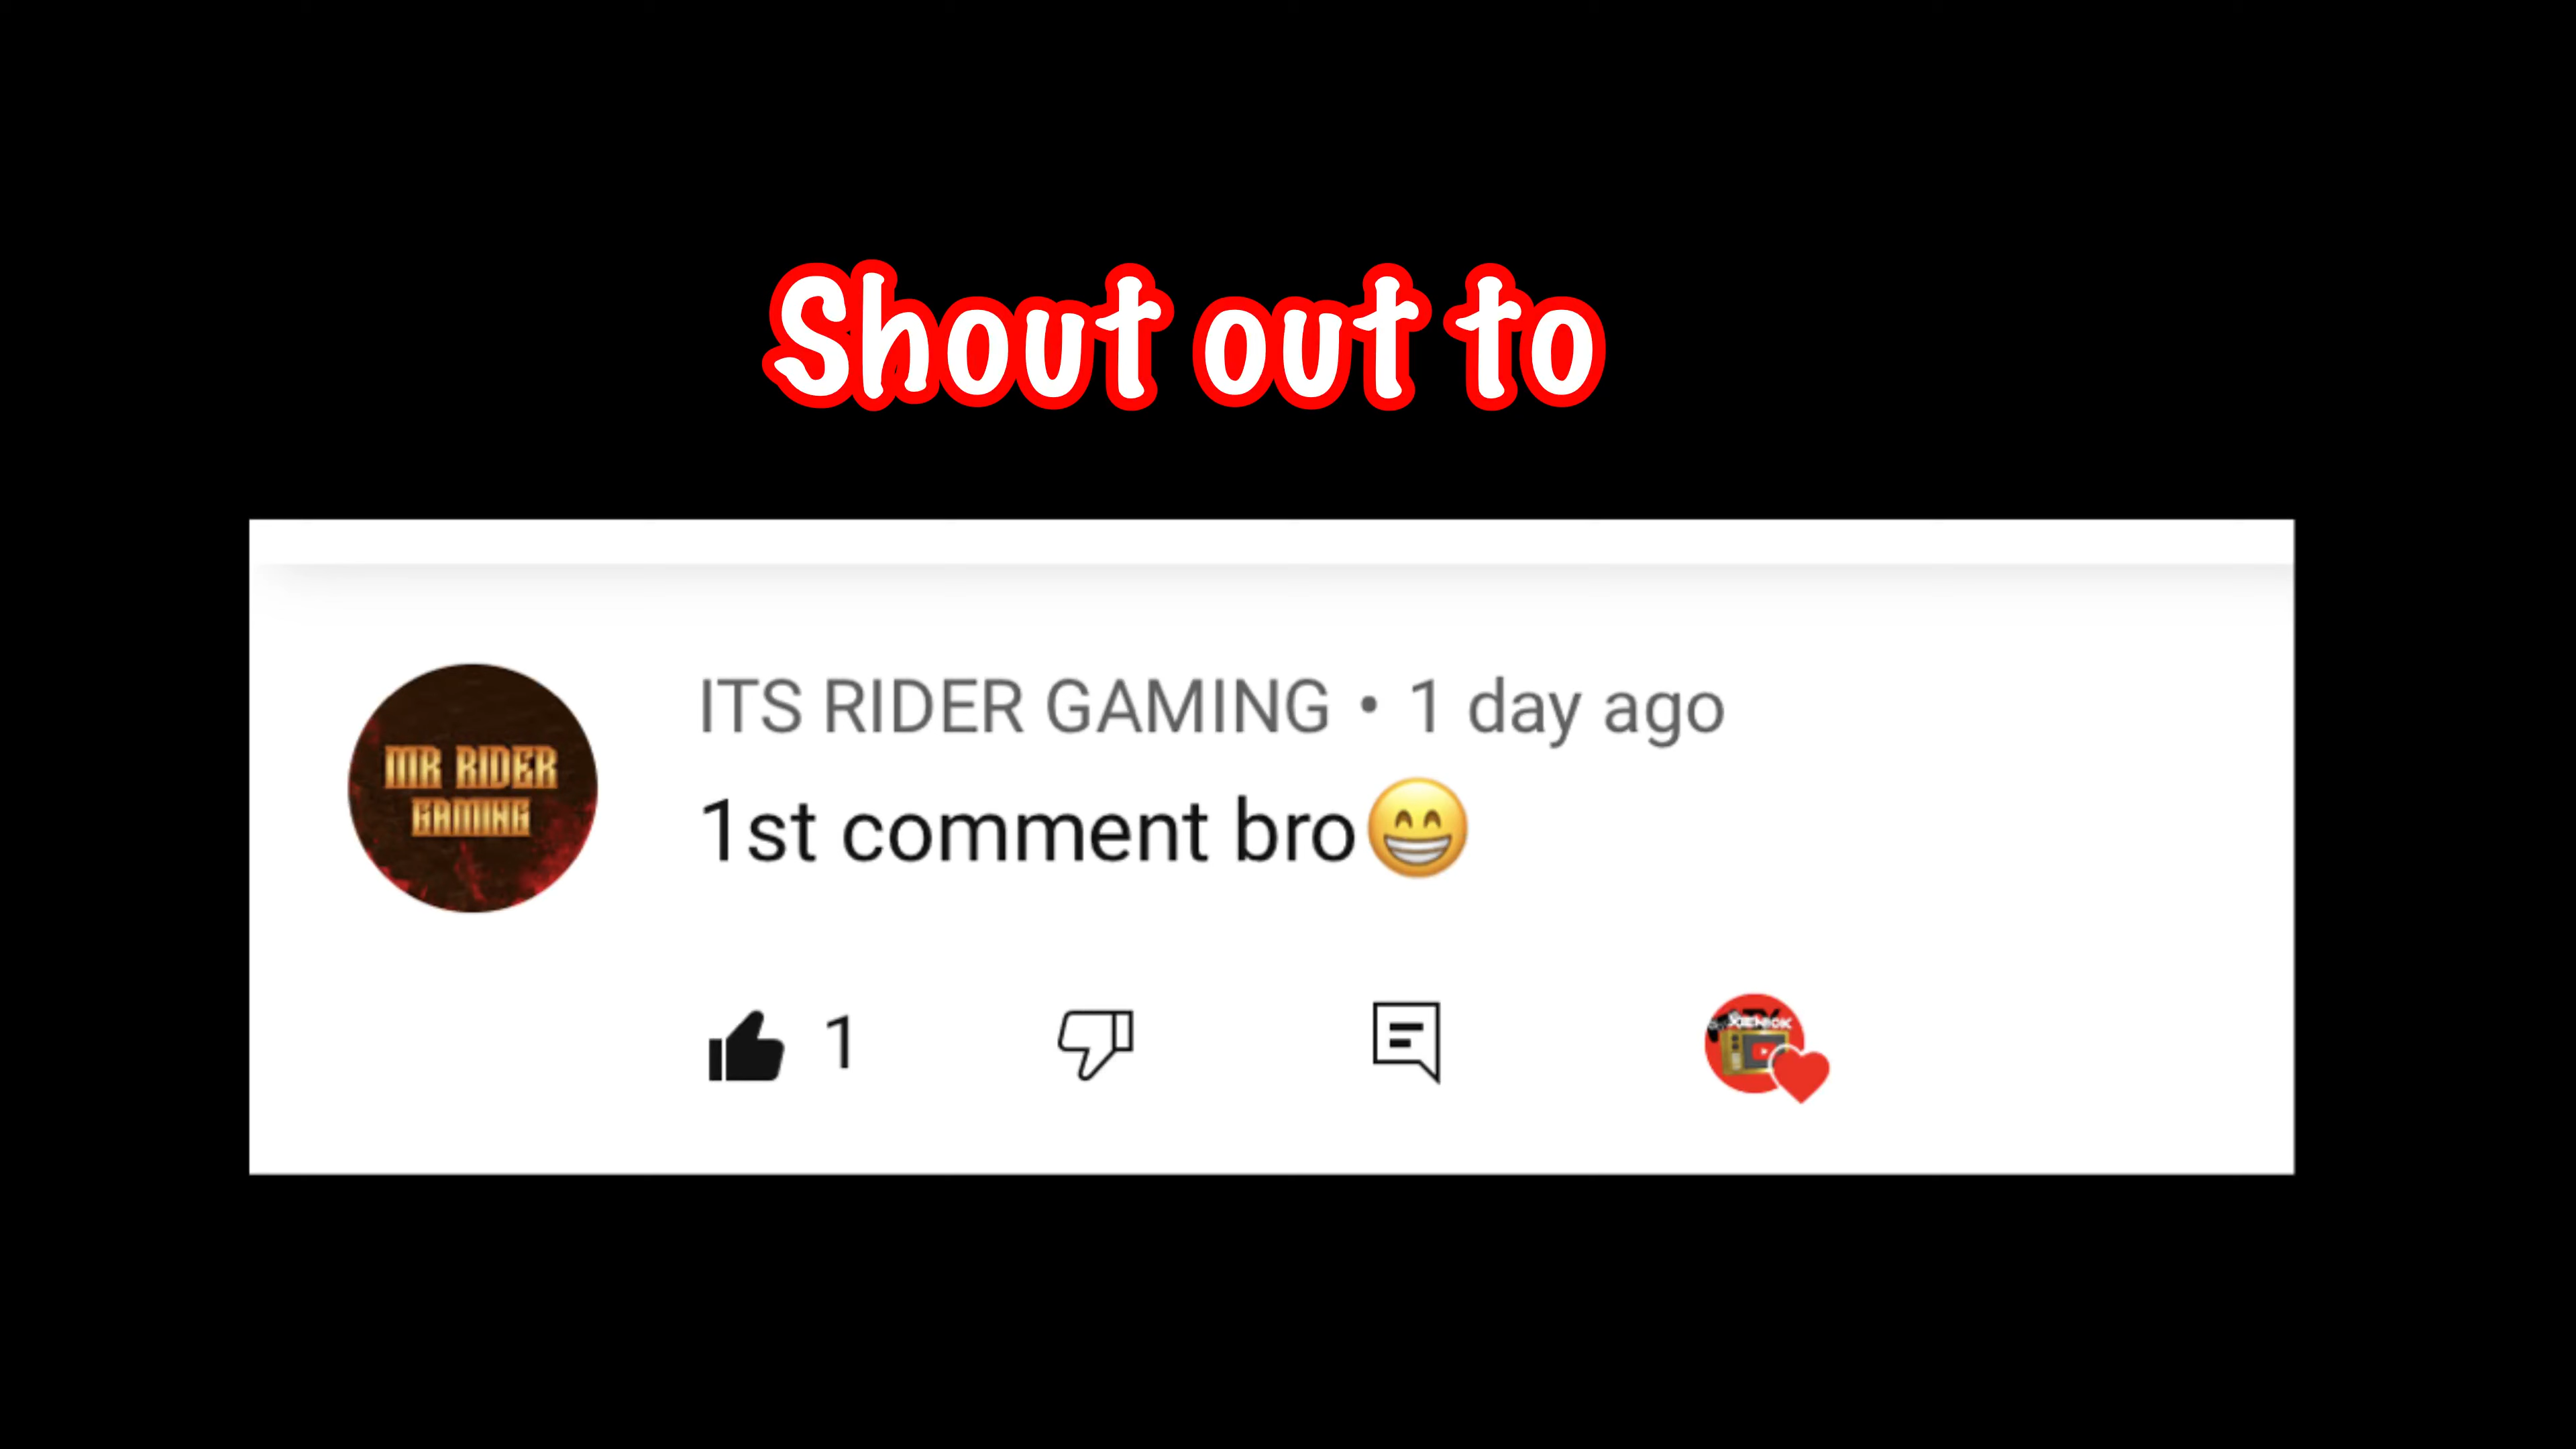 Shout out to
ITS RIDER GAMING • 1 day ago
MR RIDER
GAMING
1st comment bro😁
1